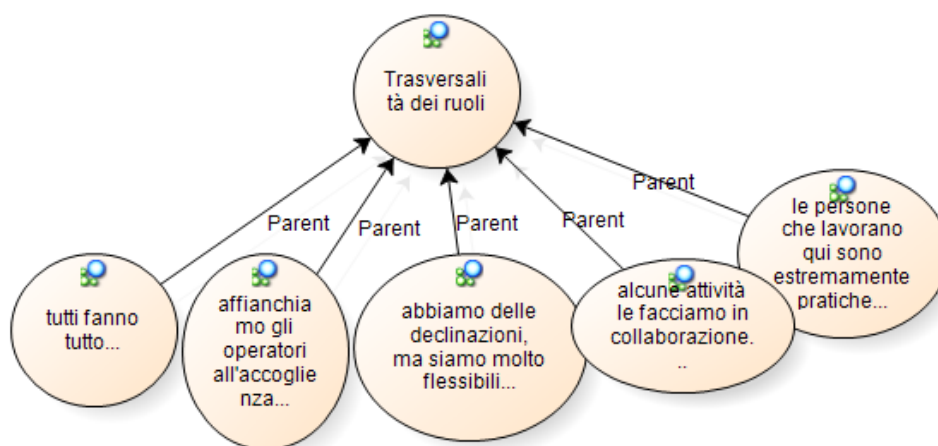 Trasversali
tà dei ruoli
Parent
Parent
Parent
Parent
Parent
tutti fanno
tutto...
affianchia
mo gli
operatori
all'accoglie
nza...
abbiamo delle
declinazioni,
ma siamo molto
flessibili...
alcune attività
le facciamo in
collaborazione.
..
le persone
che lavorano
qui sono
estremamente
pratiche...